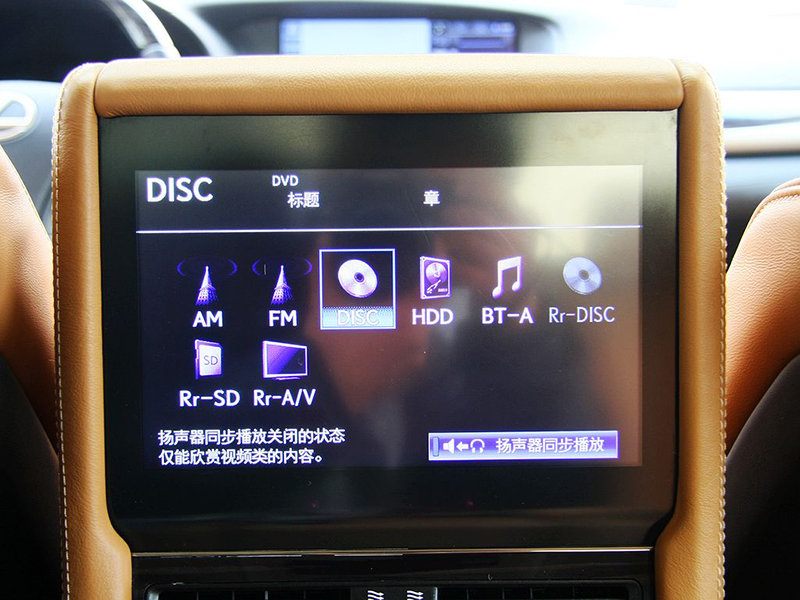 DISC
DVD
标题 章
AM FM DISC HDD BT-A Rr-DISC
SD
Rr-SD Rr-A/V
扬声器同步播放关闭的状态
仅能欣赏视频类的内容。
扬声器同步播放